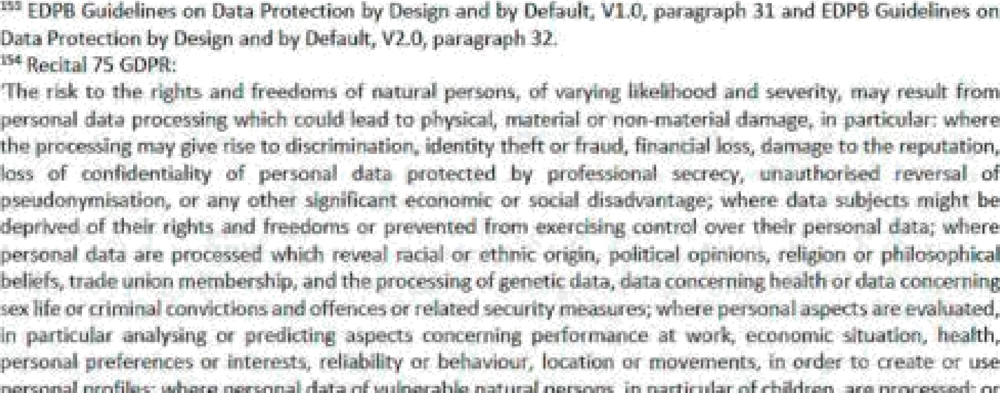 ¹⁵³ EDPB Guidelines on Data Protection by Design and by Default, V1.0, paragraph 31 and EDPB Guidelines on
Data Protection by Design and by Default, V2.0, paragraph 32.
¹⁵⁴ Recital 75 GDPR:
'The risk to the rights and freedoms of natural persons, of varying likelihood and severity, may result from
personal data processing which could lead to physical, material or non-material damage, in particular: where
the processing may give rise to discrimination, identity theft or fraud, financial loss, damage to the reputation,
loss of confidentiality of personal data protected by professional secrecy, unauthorised reversal of
pseudonymisation, or any other significant economic or social disadvantage; where data subjects might be
deprived of their rights and freedoms or prevented from exercising control over their personal data; where
personal data are processed which reveal racial or ethnic origin, political opinions, religion or philosophical
beliefs, trade union membership, and the processing of genetic data, data concerning health or data concerning
sex life or criminal convictions and offences or related security measures; where personal aspects are evaluated,
in particular analysing or predicting aspects concerning performance at work, economic situation, health,
personal preferences or interests, reliability or behaviour, location or movements, in order to create or use
personal profiles; where personal data of vulnerable natural persons, in particular of children, are processed; or